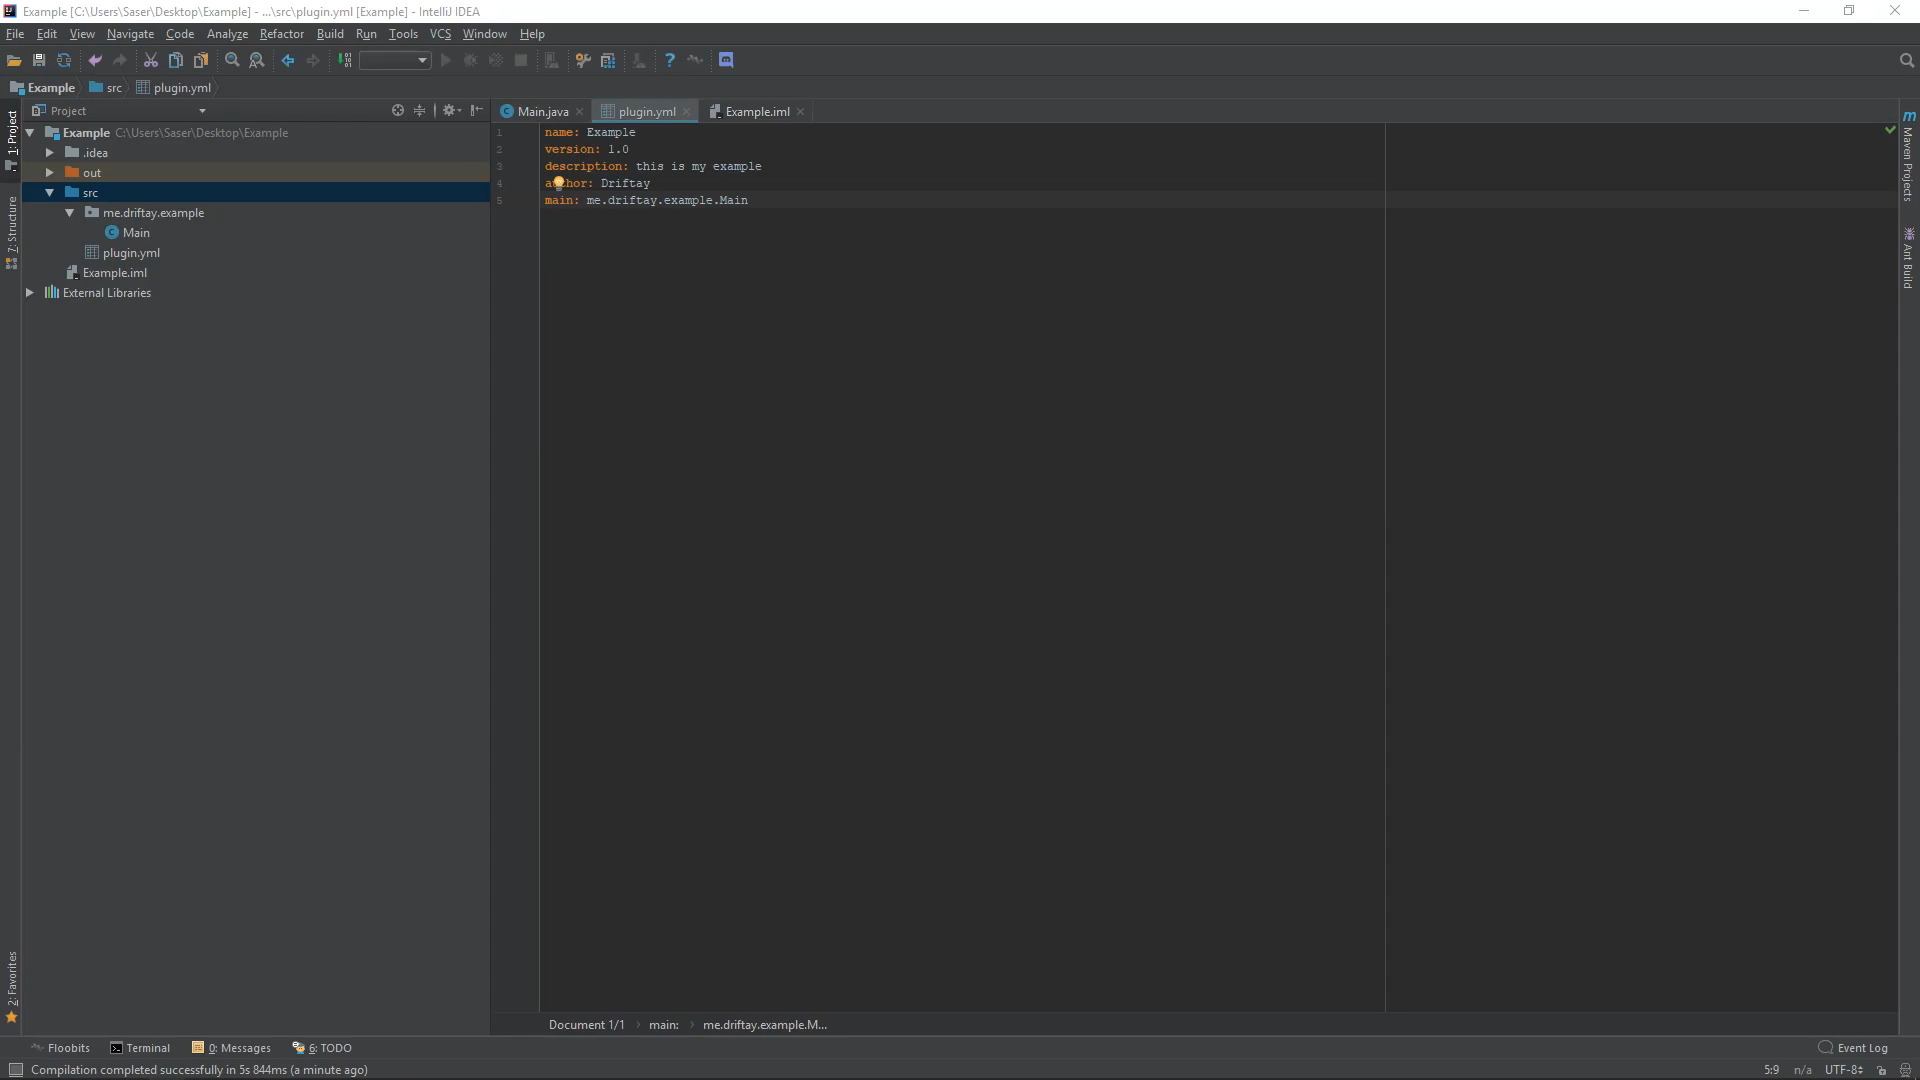 Example [C:\Users\Saser\Desktop\Example] - ...\src\plugin.yml [Example] - IntelliJ IDEA
File Edit View Navigate Code Analyze Refactor Build Run Tools VCS Window Help
Example src plugin.yml
Project
Main.java plugin.yml Example.iml
1: Project
7: Structure
2: Favorites
Example C:\Users\Saser\Desktop\Example
.idea
out
src
me.driftay.example
Main
plugin.yml
Example.iml
External Libraries
1 name: Example
2 version: 1.0
3 description: this is my example
4 a hor: Driftay
5 main: me.driftay.example.Main
Maven Projects
Ant Build
Document 1/1 main: me.driftay.example.M...
Floobits Terminal 0: Messages 6: TODO Event Log
Compilation completed successfully in 5s 844ms (a minute ago) 5:9 n/a UTF-8